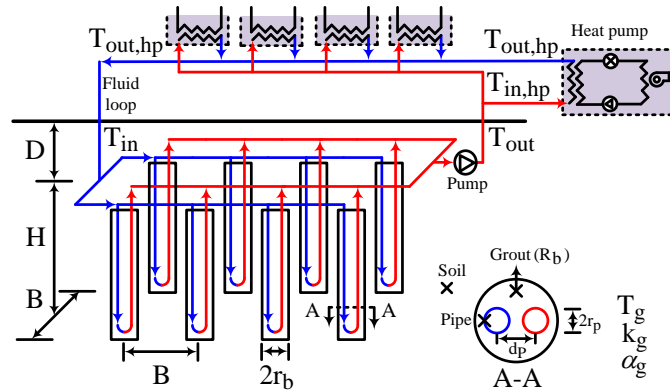 T_out,hp
T_out,hp
Heat pump
Fluid
loop
T_in,hp
D
T_in
T_out
Pump
H
B
A
A
B
2r_b
Soil
Grout (R_b)
Pipe
d_P
2r_p
A-A
T_g
k_g
α_g